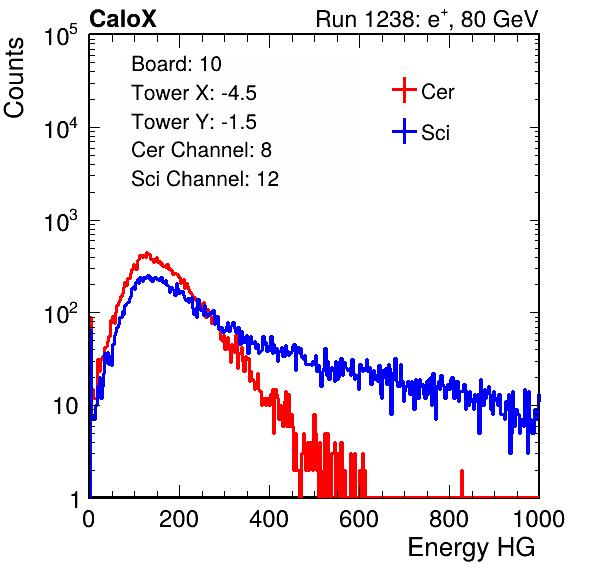 CaloX Run 1238: e⁺, 80 GeV
Counts
Board: 10
Tower X: -4.5
Tower Y: -1.5
Cer Channel: 8
Sci Channel: 12
Cer
Sci
10⁵
10⁴
10³
10²
10
1
0 200 400 600 800 1000
Energy HG